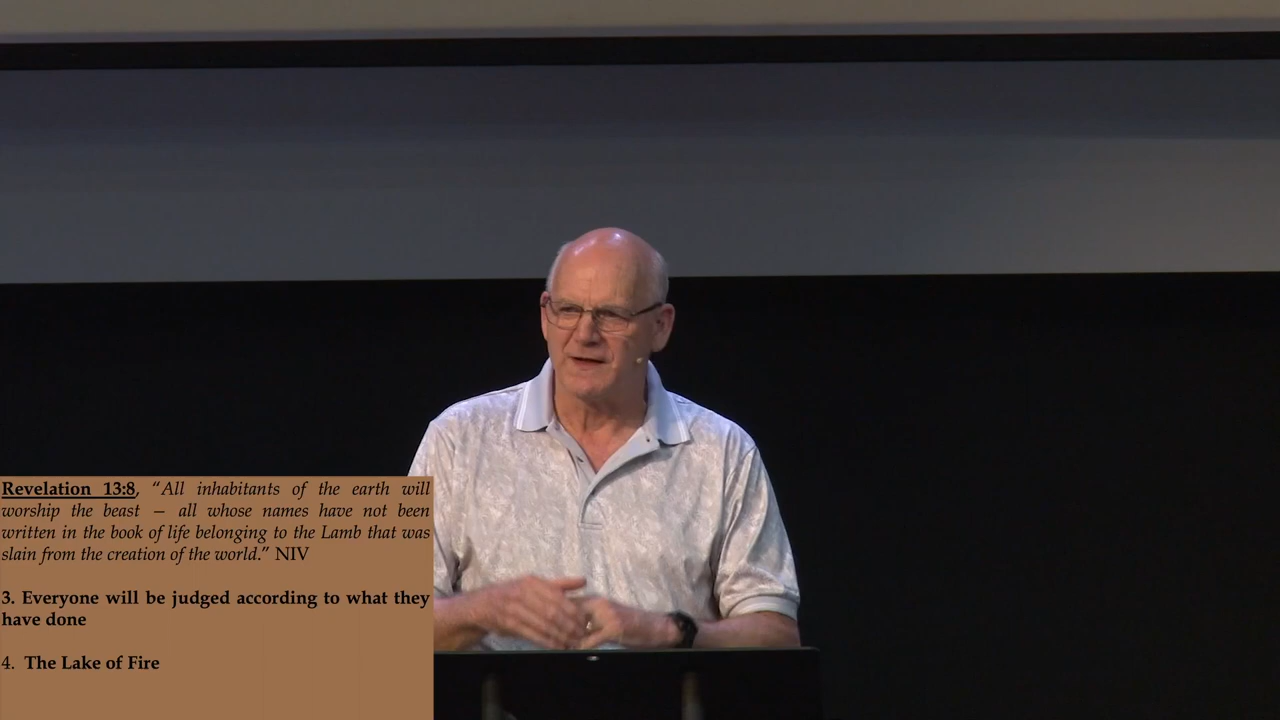 Revelation 13:8, “All inhabitants of the earth will
worship the beast – all whose names have not been
written in the book of life belonging to the Lamb that was
slain from the creation of the world.” NIV
3. Everyone will be judged according to what they
have done
4. The Lake of Fire